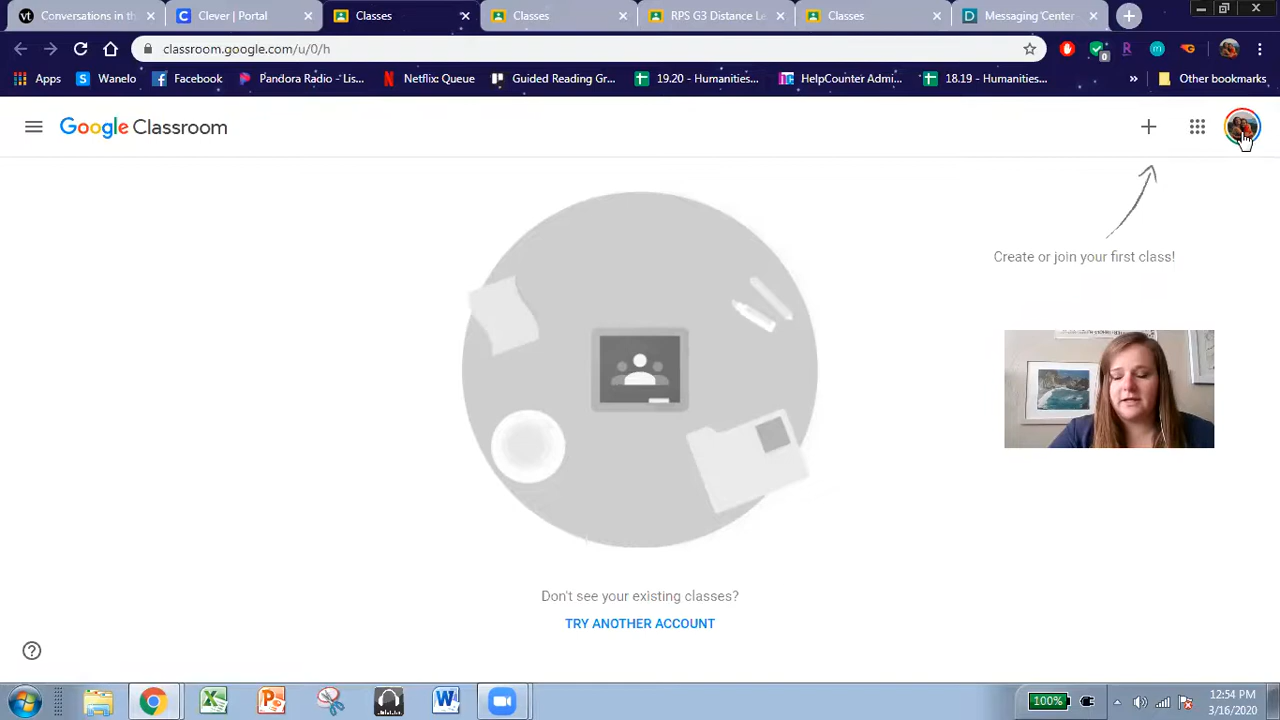 vt Conversations in th
C Clever | Portal
Classes
Classes
RPS G3 Distance Le
Classes
D Messaging Center
classroom.google.com/u/0/h
0
R
m
Apps
S Wanelo
f Facebook
Pandora Radio - Lis...
N Netflix Queue
Guided Reading Gr...
19.20 - Humanities...
HC HelpCounter Admi...
18.19 - Humanities...
»
Other bookmarks
Google Classroom
Create or join your first class!
Don't see your existing classes?
TRY ANOTHER ACCOUNT
100%
12:54 PM
3/16/2020